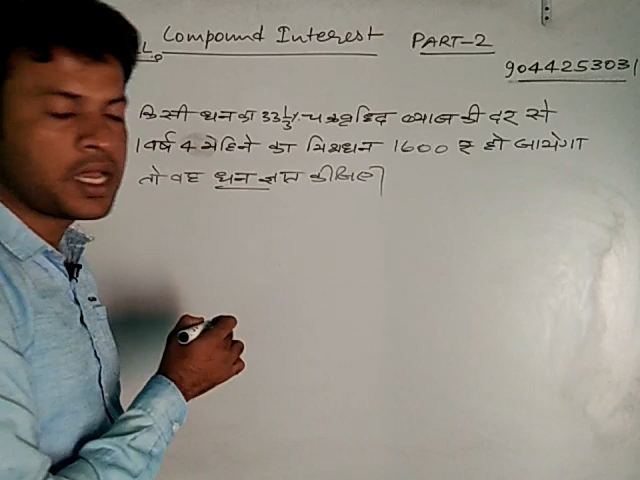 L.
Compound Interest PART-2
9044253031
किसी धन का 33 1/3 % चक्रवृद्धि ब्याज की दर से
1 वर्ष 4 महिने का मिश्रधन 1600 ₹ हो जायेगा
तो वह धन ज्ञात कीजिए